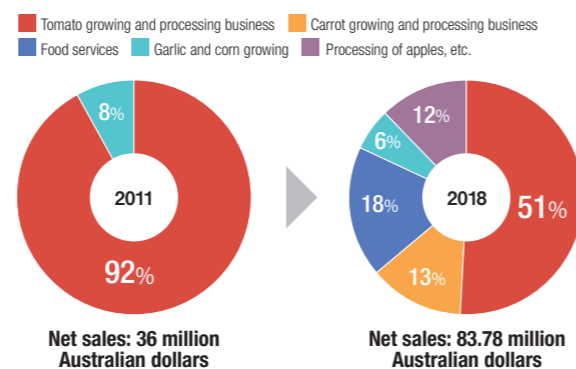 Tomato growing and processing business
Carrot growing and processing business
Food services
Garlic and corn growing
Processing of apples, etc.
8%
2011
92%
12%
6%
18%
2018
51%
13%
Net sales: 36 million
Australian dollars
Net sales: 83.78 million
Australian dollars